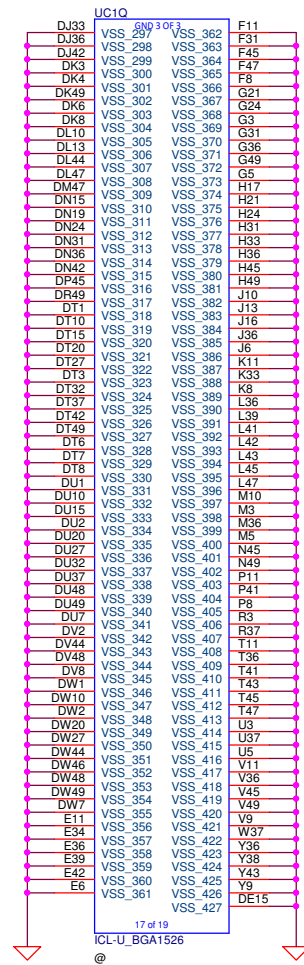 UC1Q
GND 3 OF 3
DJ33 VSS_297 VSS_362 F11
DJ36 VSS_298 VSS_363 F31
DJ42 VSS_299 VSS_364 F45
DK3 VSS_300 VSS_365 F47
DK4 VSS_301 VSS_366 F8
DK49 VSS_302 VSS_367 G21
DK6 VSS_303 VSS_368 G24
DK8 VSS_304 VSS_369 G3
DL10 VSS_305 VSS_370 G31
DL13 VSS_306 VSS_371 G36
DL44 VSS_307 VSS_372 G49
DL47 VSS_308 VSS_373 G5
DM47 VSS_309 VSS_374 H17
DN15 VSS_310 VSS_375 H21
DN19 VSS_311 VSS_376 H24
DN24 VSS_312 VSS_377 H31
DN31 VSS_313 VSS_378 H33
DN36 VSS_314 VSS_379 H36
DN42 VSS_315 VSS_380 H45
DP45 VSS_316 VSS_381 H49
DR49 VSS_317 VSS_382 J10
DT1 VSS_318 VSS_383 J13
DT10 VSS_319 VSS_384 J16
DT15 VSS_320 VSS_385 J36
DT20 VSS_321 VSS_386 J6
DT27 VSS_322 VSS_387 K11
DT3 VSS_323 VSS_388 K33
DT32 VSS_324 VSS_389 K8
DT37 VSS_325 VSS_390 L36
DT42 VSS_326 VSS_391 L39
DT49 VSS_327 VSS_392 L41
DT6 VSS_328 VSS_393 L42
DT7 VSS_329 VSS_394 L43
DT8 VSS_330 VSS_395 L45
DU1 VSS_331 VSS_396 L47
DU10 VSS_332 VSS_397 M10
DU15 VSS_333 VSS_398 M3
DU2 VSS_334 VSS_399 M36
DU20 VSS_335 VSS_400 M5
DU27 VSS_336 VSS_401 N45
DU32 VSS_337 VSS_402 N49
DU37 VSS_338 VSS_403 P11
DU48 VSS_339 VSS_404 P41
DU49 VSS_340 VSS_405 P8
DU7 VSS_341 VSS_406 R3
DV2 VSS_342 VSS_407 R37
DV44 VSS_343 VSS_408 T11
DV48 VSS_344 VSS_409 T36
DV8 VSS_345 VSS_410 T41
DW1 VSS_346 VSS_411 T43
DW10 VSS_347 VSS_412 T45
DW2 VSS_348 VSS_413 T47
DW20 VSS_349 VSS_414 U3
DW27 VSS_350 VSS_415 U37
DW44 VSS_351 VSS_416 U5
DW46 VSS_352 VSS_417 V11
DW48 VSS_353 VSS_418 V36
DW49 VSS_354 VSS_419 V45
DW7 VSS_355 VSS_420 V49
E11 VSS_356 VSS_421 V9
E34 VSS_357 VSS_422 W37
E36 VSS_358 VSS_423 Y36
E39 VSS_359 VSS_424 Y38
E42 VSS_360 VSS_425 Y43
E6 VSS_361 VSS_426 Y9
VSS_427 DE15
17 of 19
ICL-U_BGA1526
@